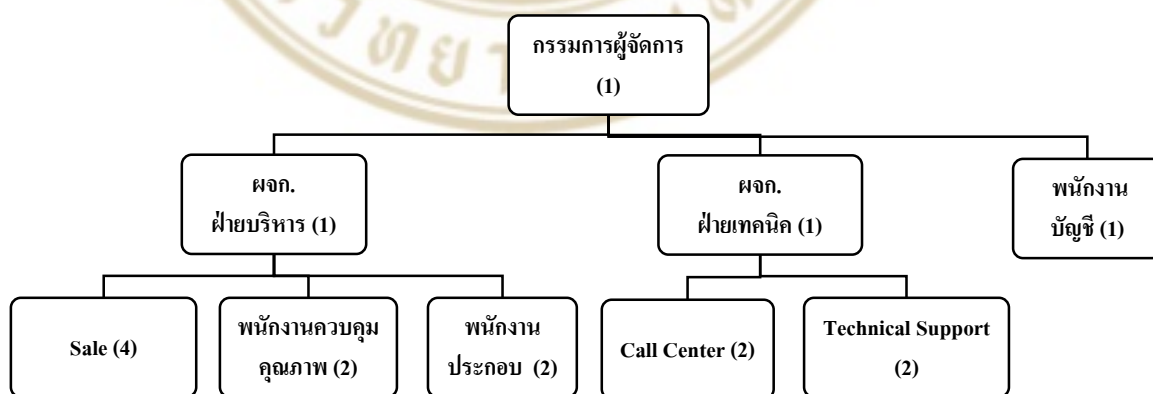 กรรมการผู้จัดการ
(1)
ผจก.
ฝ่ายบริหาร (1)
ผจก.
ฝ่ายเทคนิค (1)
พนักงาน
บัญชี (1)
Sale (4)
พนักงานควบคุม
คุณภาพ (2)
พนักงาน
ประกอบ (2)
Call Center (2)
Technical Support
(2)